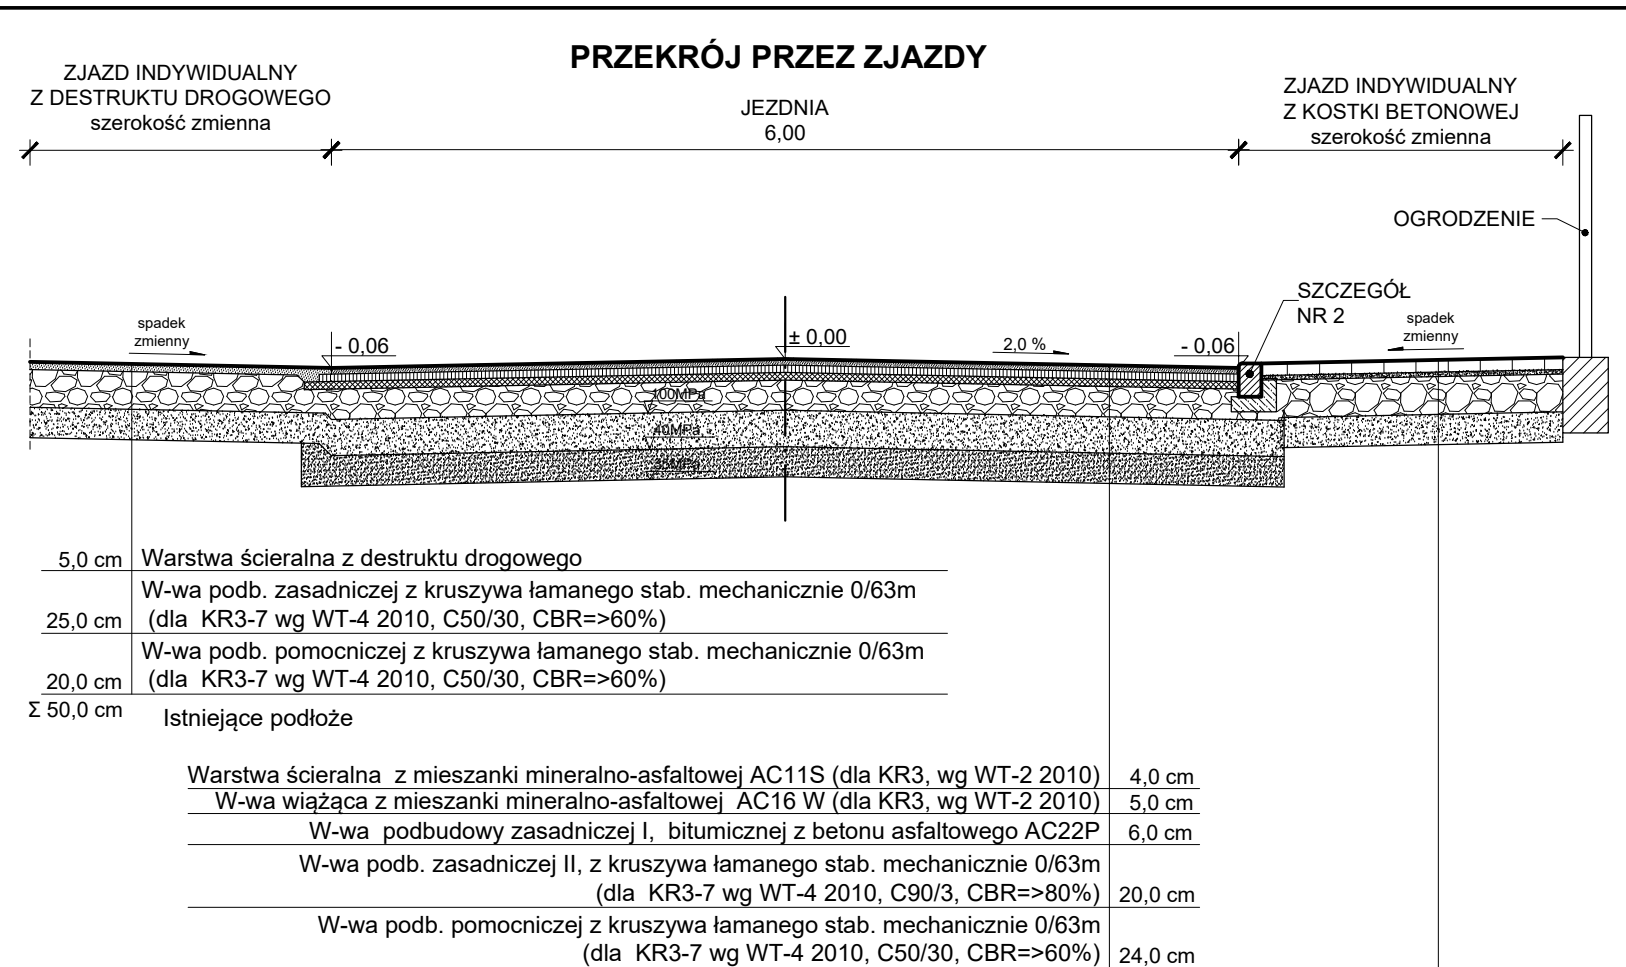 PRZEKRÓJ PRZEZ ZJAZDY
ZJAZD INDYWIDUALNY
Z DESTRUKTU DROGOWEGO
szerokość zmienna
JEZDNIA
6,00
ZJAZD INDYWIDUALNY
Z KOSTKI BETONOWEJ
szerokość zmienna
OGRODZENIE
SZCZEGÓŁ
NR 2
spadek
zmienny
- 0,06
± 0,00
2,0 %
- 0,06
spadek
zmienny
100MPa
40MPa
35MPa
5,0 cm Warstwa ścieralna z destruktu drogowego
W-wa podb. zasadniczej z kruszywa łamanego stab. mechanicznie 0/63m
25,0 cm (dla KR3-7 wg WT-4 2010, C50/30, CBR=>60%)
W-wa podb. pomocniczej z kruszywa łamanego stab. mechanicznie 0/63m
20,0 cm (dla KR3-7 wg WT-4 2010, C50/30, CBR=>60%)
Σ 50,0 cm Istniejące podłoże
Warstwa ścieralna z mieszanki mineralno-asfaltowej AC11S (dla KR3, wg WT-2 2010) 4,0 cm
W-wa wiążąca z mieszanki mineralno-asfaltowej AC16 W (dla KR3, wg WT-2 2010) 5,0 cm
W-wa podbudowy zasadniczej I, bitumicznej z betonu asfaltowego AC22P 6,0 cm
W-wa podb. zasadniczej II, z kruszywa łamanego stab. mechanicznie 0/63m
(dla KR3-7 wg WT-4 2010, C90/3, CBR=>80%) 20,0 cm
W-wa podb. pomocniczej z kruszywa łamanego stab. mechanicznie 0/63m
(dla KR3-7 wg WT-4 2010, C50/30, CBR=>60%) 24,0 cm